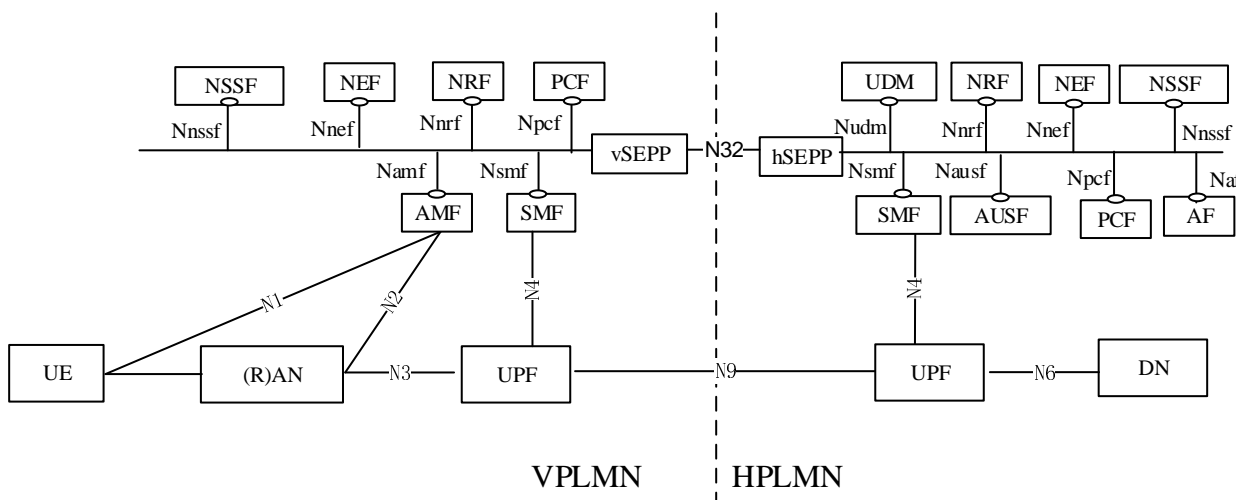 NSSF
NEF
NRF
PCF
UDM
NRF
NEF
NSSF
Nnssf
Nnef
Nnrf
Npcf
Nudm
Nnrf
Nnef
Nnssf
vSEPP
N32
hSEPP
Namf
Nsmf
Nsmf
Nausf
Npcf
AMF
SMF
SMF
AUSF
PCF
AF
N1
N2
N4
N4
UE
(R)AN
N3
UPF
N9
UPF
N6
DN
VPLMN
HPLMN